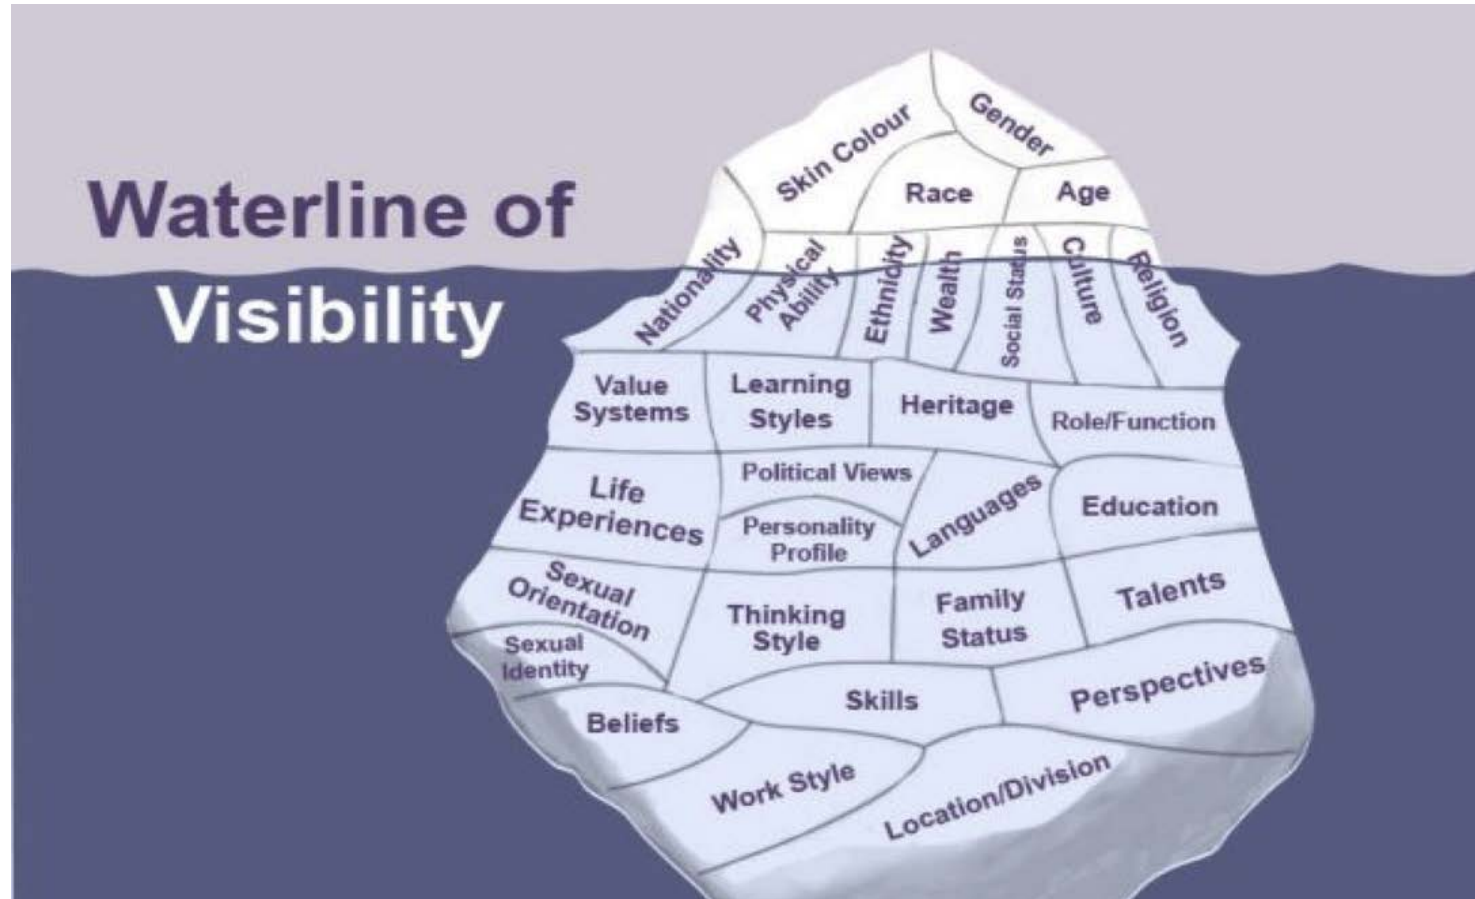 Waterline of
Visibility
Skin Colour
Gender
Race
Age
Nationality
Physical
Ability
Ethnicity
Wealth
Social Status
Culture
Religion
Value
Systems
Learning
Styles
Heritage
Role/Function
Life
Experiences
Political Views
Personality
Profile
Languages
Education
Sexual
Orientation
Sexual
Identity
Thinking
Style
Family
Status
Talents
Beliefs
Skills
Perspectives
Work Style
Location/Division